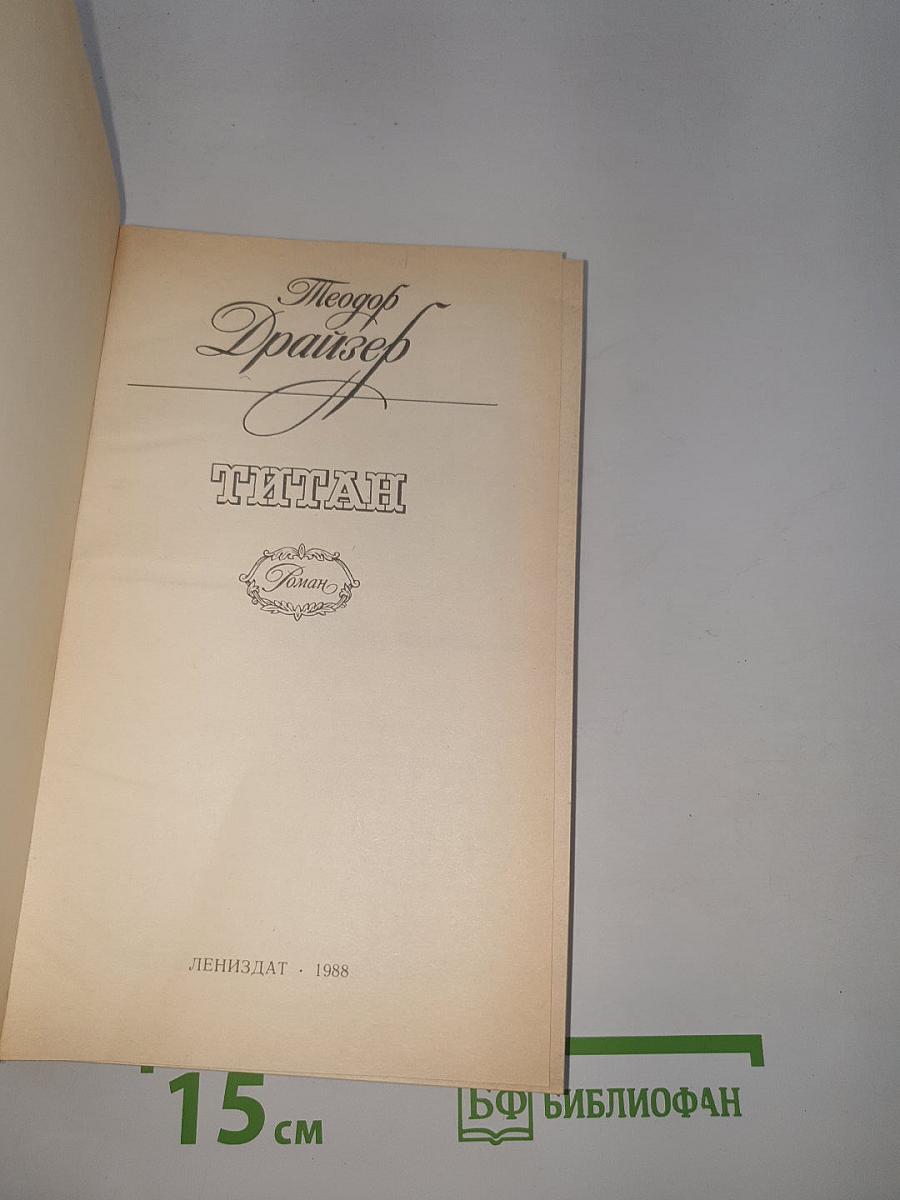 Теодор
Драйзер
ТИТАН
Роман
ЛЕНИЗДАТ · 1988
15 см
БФ БИБЛИОФАН